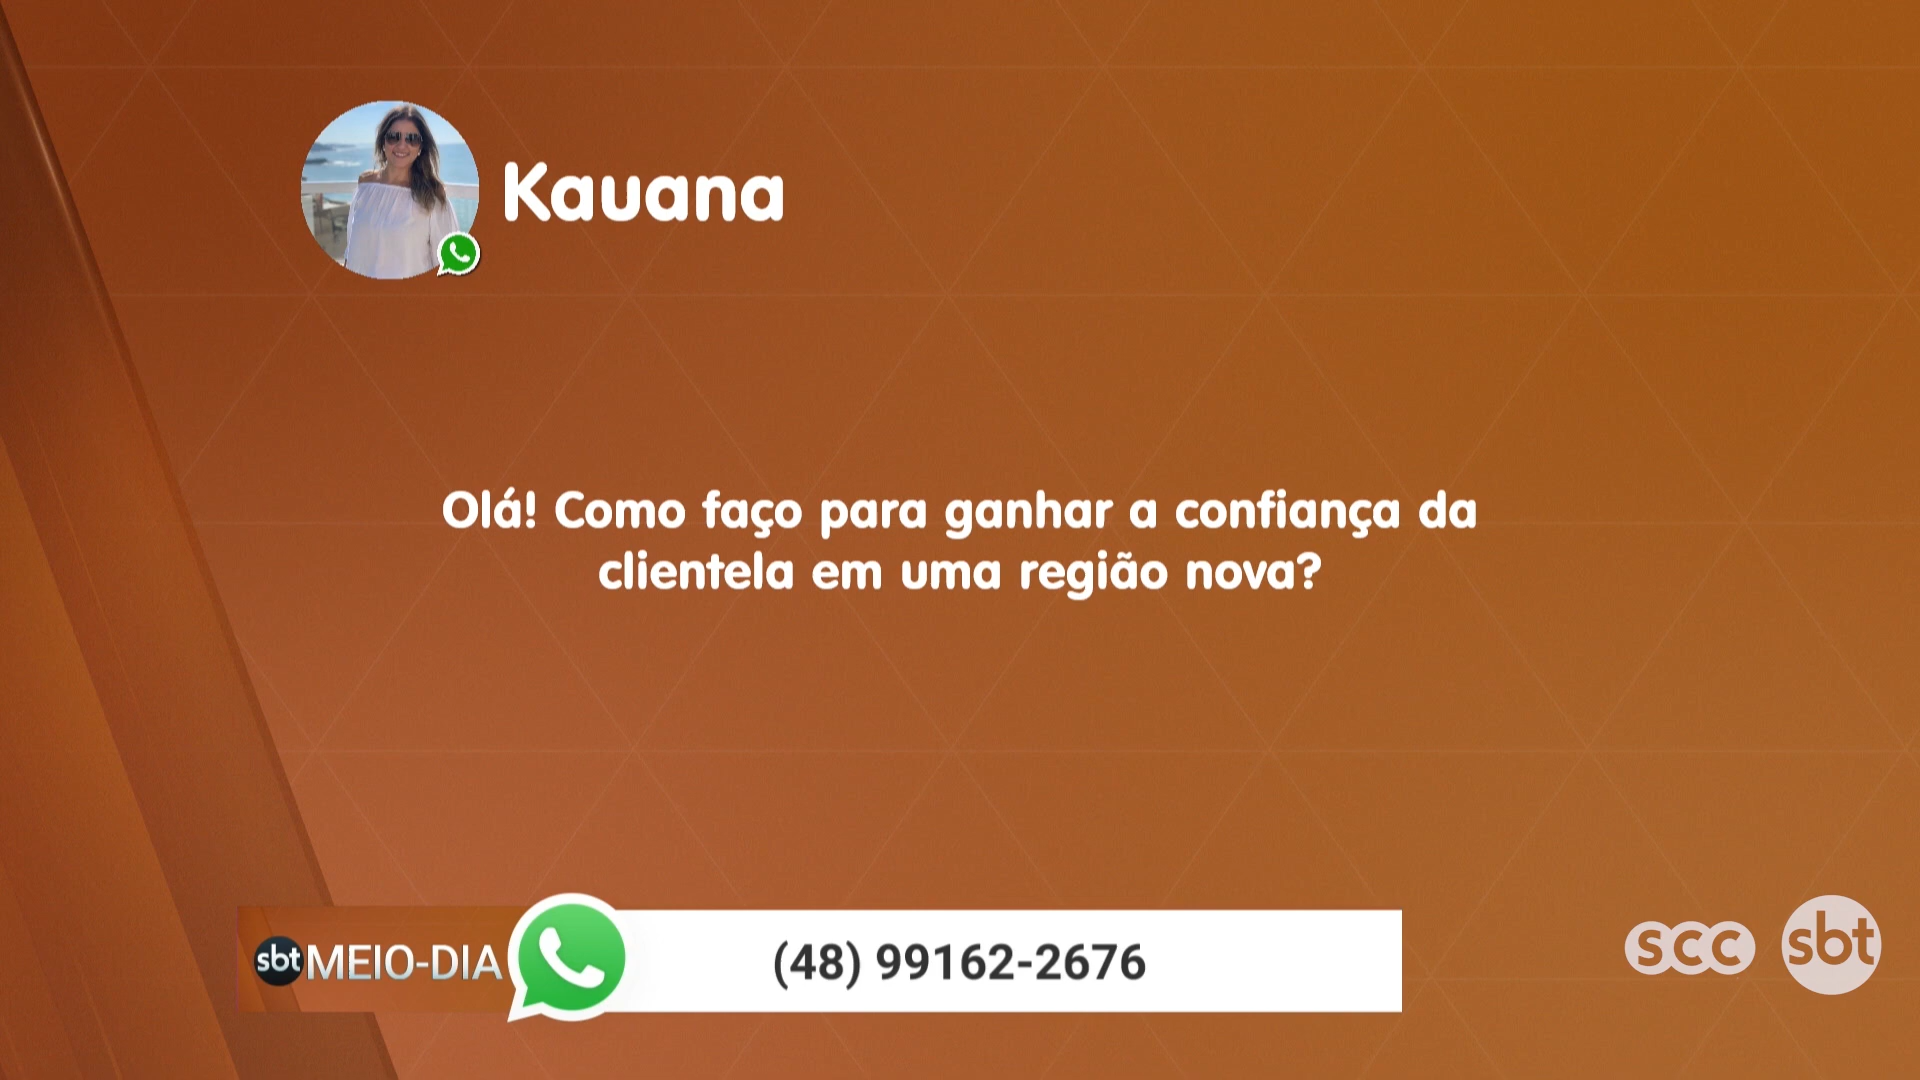 Kauana
Olá! Como faço para ganhar a confiança da
clientela em uma região nova?
sbt MEIO-DIA
(48) 99162-2676
scc sbt